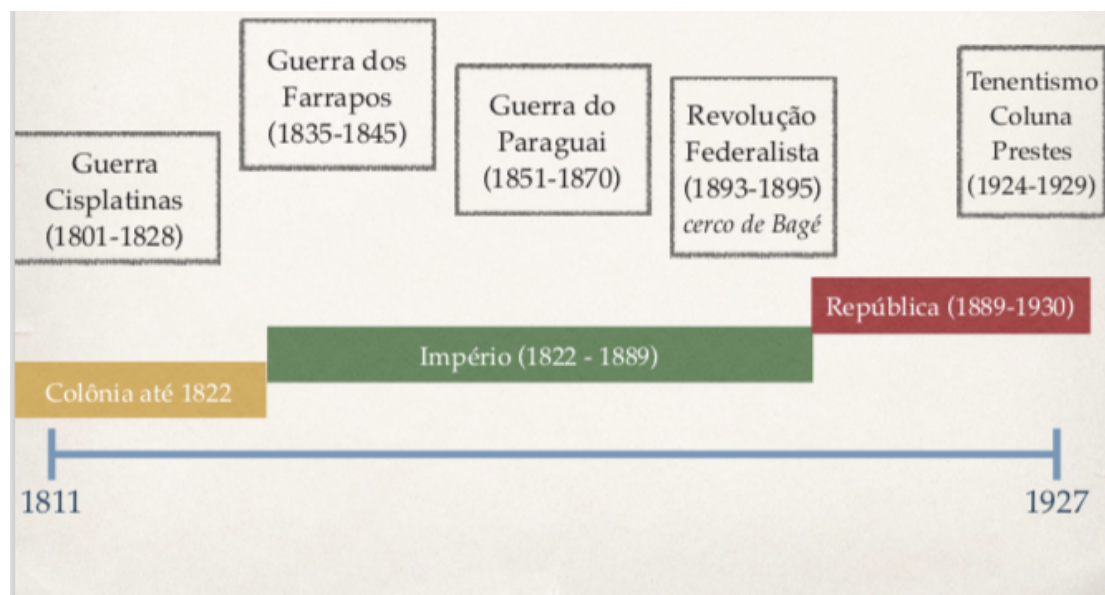 Guerra
Cisplatinas
(1801-1828)
Guerra dos
Farrapos
(1835-1845)
Guerra do
Paraguai
(1851-1870)
Revolução
Federalista
(1893-1895)
cerco de Bagé
Tenentismo
Coluna
Prestes
(1924-1929)
República (1889-1930)
Império (1822 - 1889)
Colônia até 1822
1811
1927